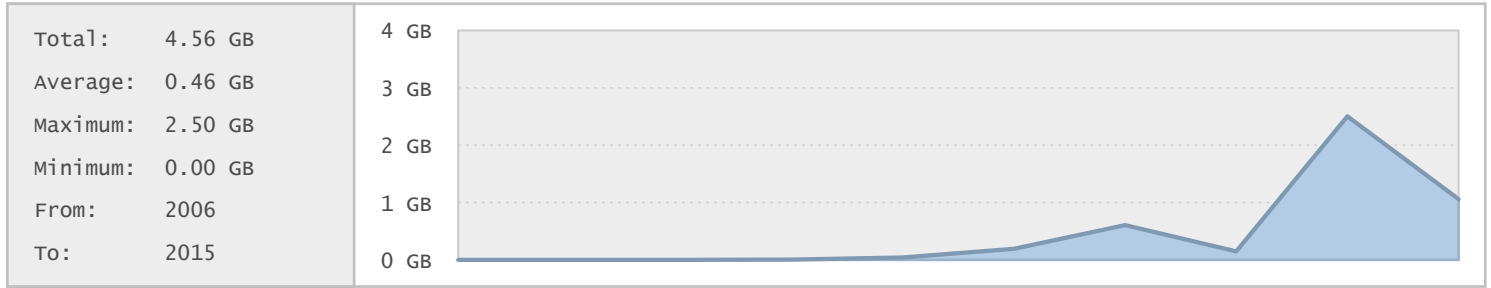 Total: 4.56 GB
Average: 0.46 GB
Maximum: 2.50 GB
Minimum: 0.00 GB
From: 2006
To: 2015
4 GB
3 GB
2 GB
1 GB
0 GB